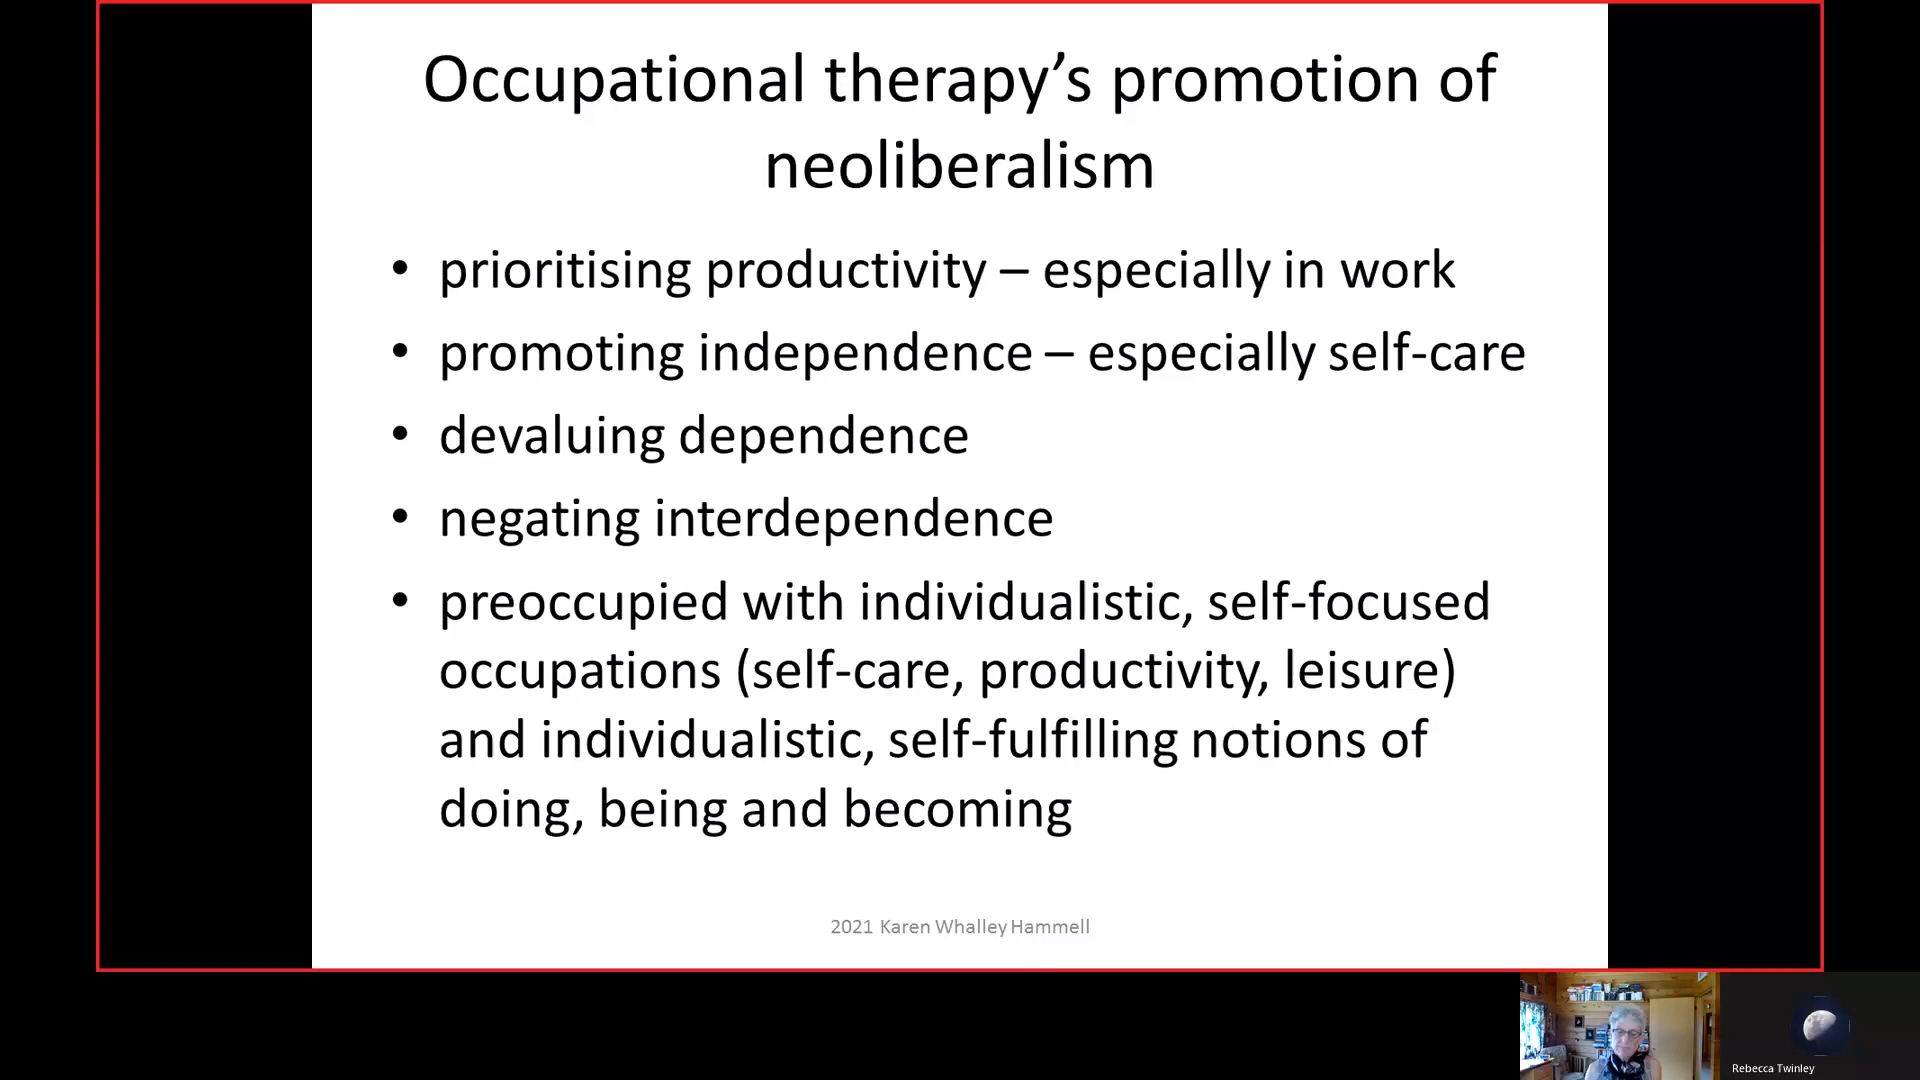 Occupational therapy’s promotion of
neoliberalism
• prioritising productivity – especially in work
• promoting independence – especially self-care
• devaluing dependence
• negating interdependence
• preoccupied with individualistic, self-focused
occupations (self-care, productivity, leisure)
and individualistic, self-fulfilling notions of
doing, being and becoming
2021 Karen Whalley Hammell
Rebecca Twinley